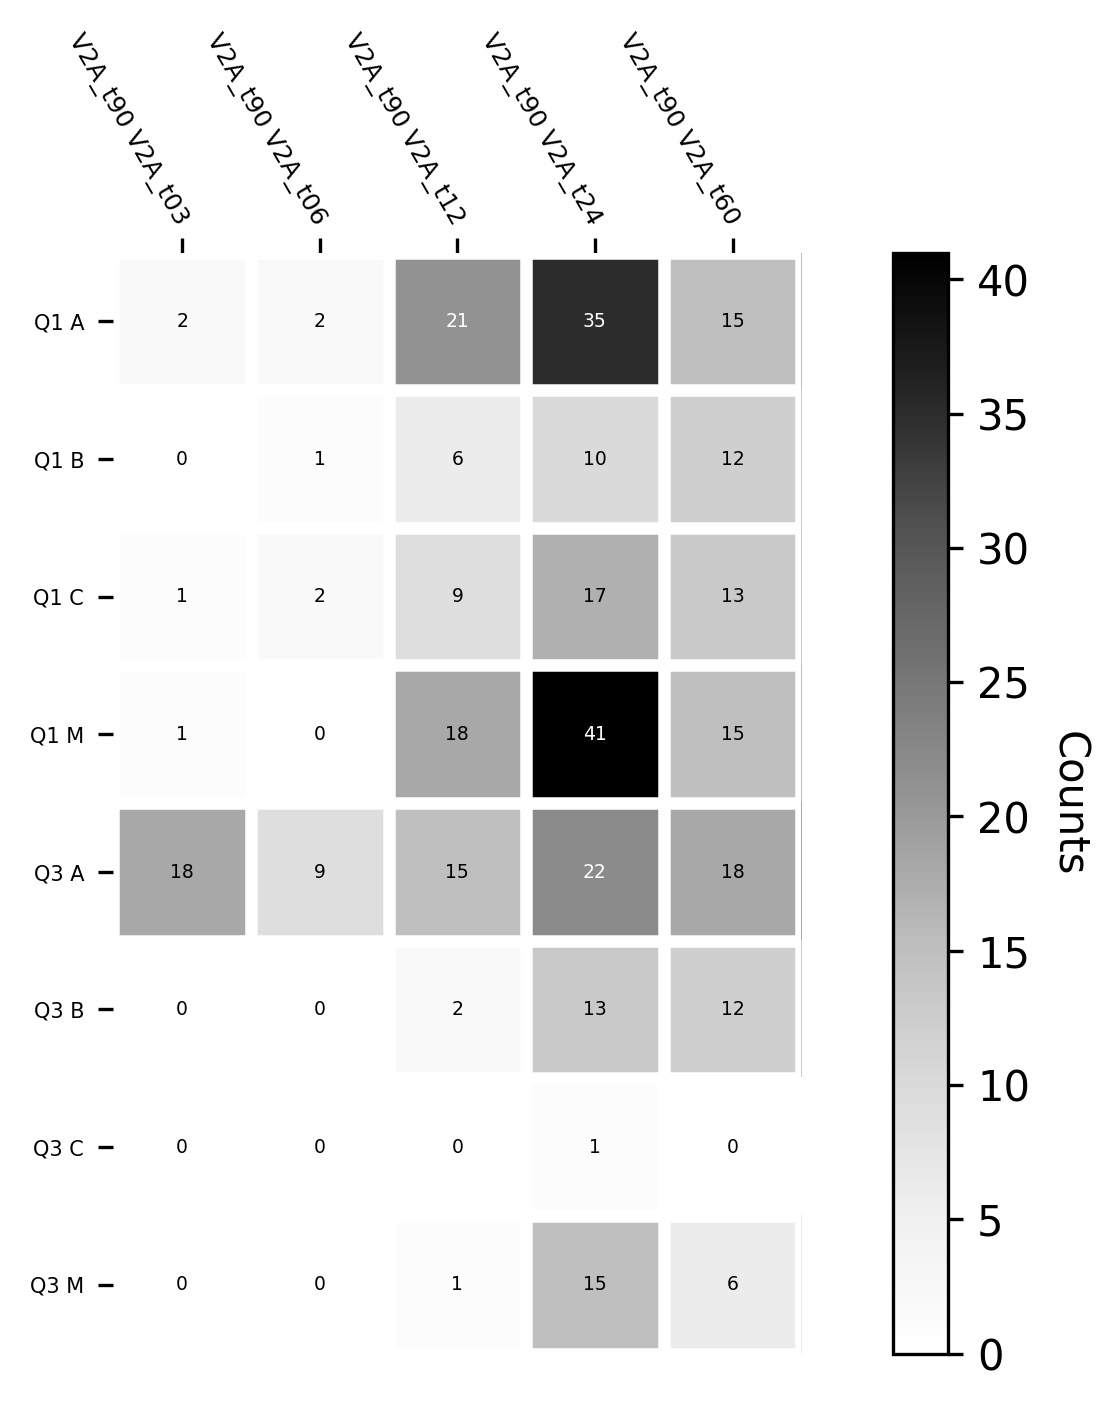 V2A_t90 V2A_t03
V2A_t90 V2A_t06
V2A_t90 V2A_t12
V2A_t90 V2A_t24
V2A_t90 V2A_t60
Q1 A 2 2 21 35 15
Q1 B 0 1 6 10 12
Q1 C 1 2 9 17 13
Q1 M 1 0 18 41 15
Q3 A 18 9 15 22 18
Q3 B 0 0 2 13 12
Q3 C 0 0 0 1 0
Q3 M 0 0 1 15 6
40
35
30
25
20
15
10
5
0
Counts